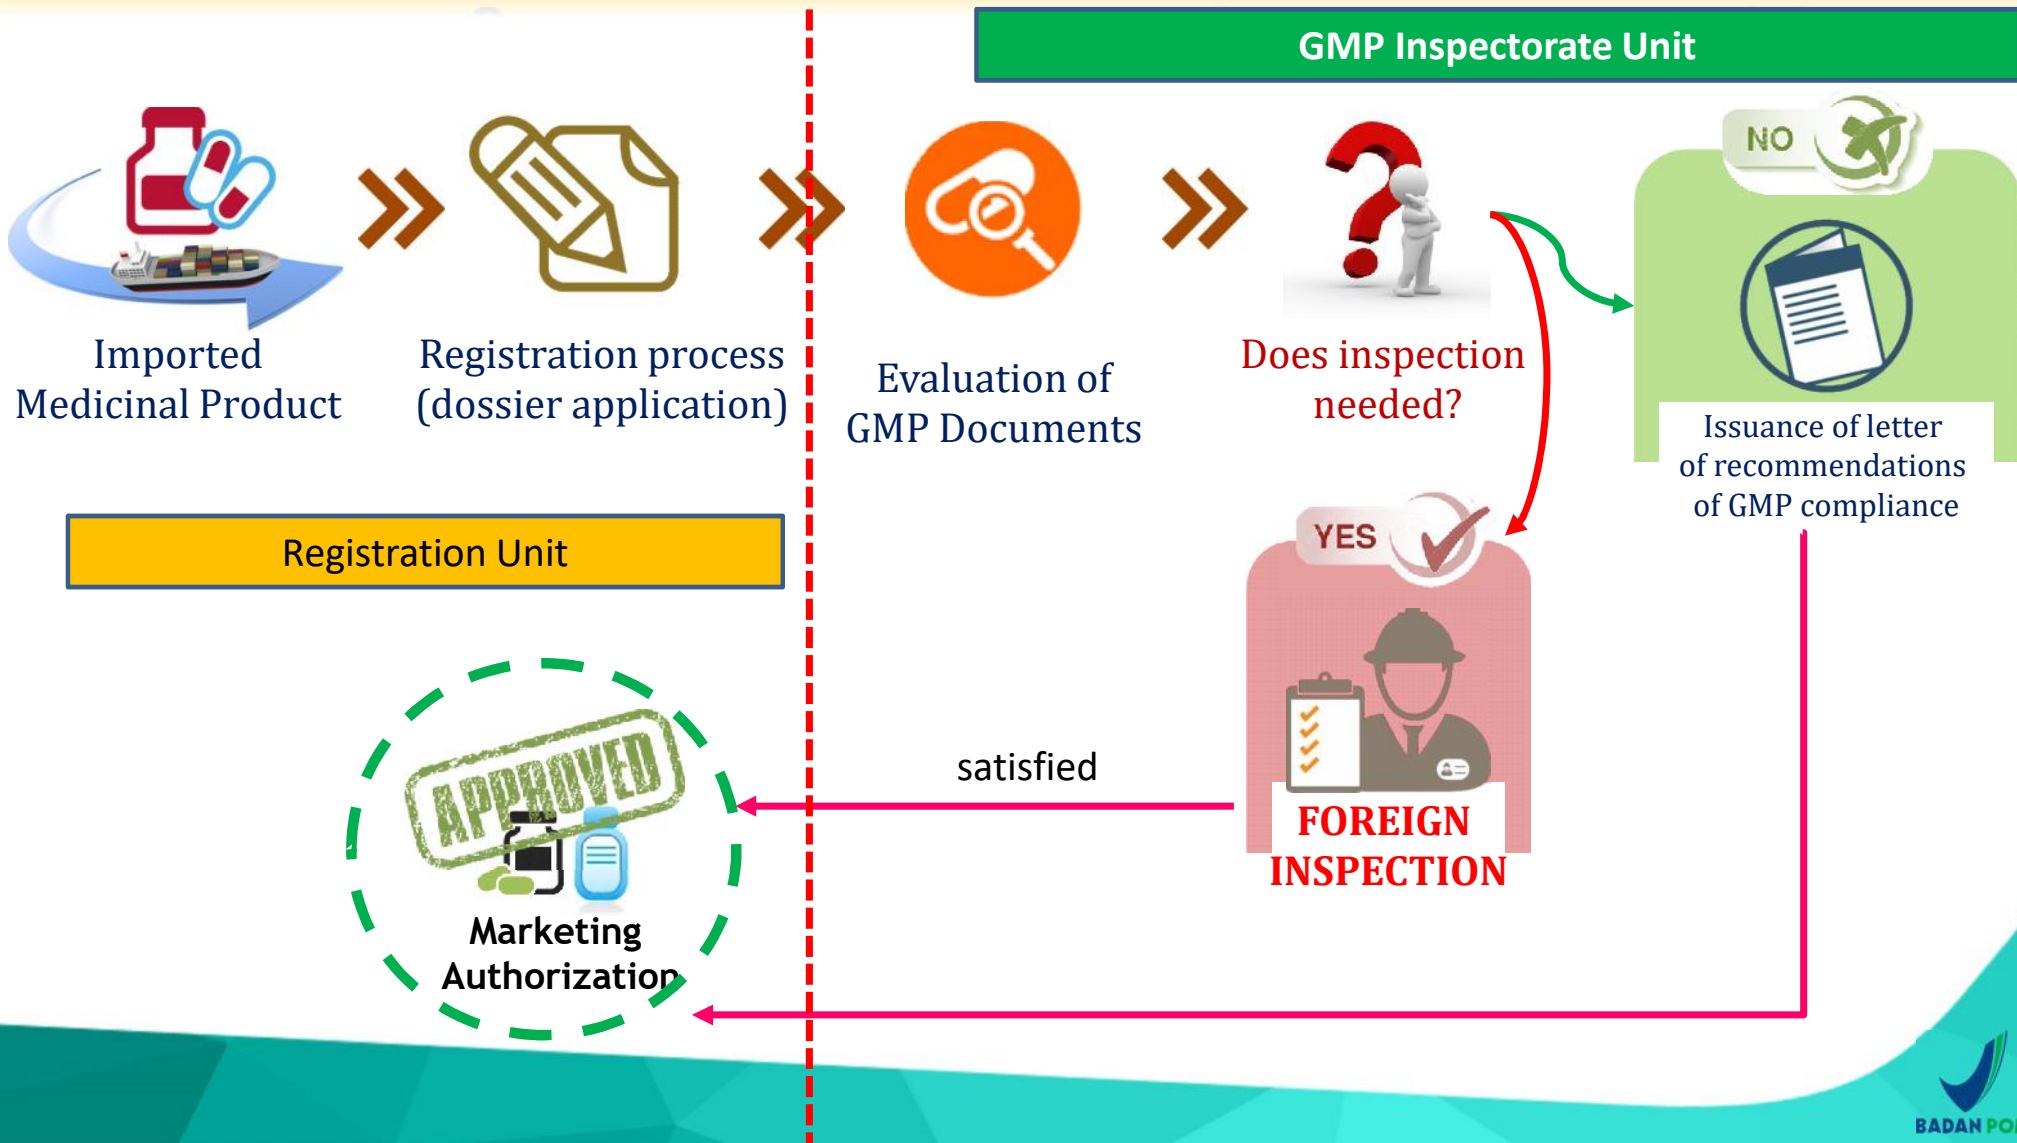 GMP Inspectorate Unit
Imported
Medicinal Product
Registration process
(dossier application)
Evaluation of
GMP Documents
Does inspection
needed?
NO
Issuance of letter
of recommendations
of GMP compliance
YES
FOREIGN
INSPECTION
Registration Unit
satisfied
APPROVED
Marketing
Authorization
BADAN